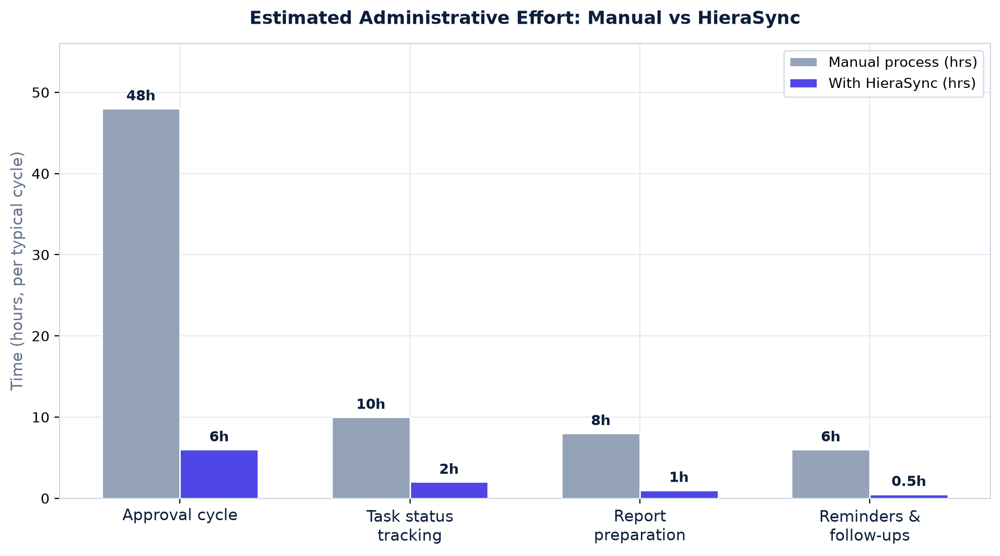 Estimated Administrative Effort: Manual vs HieraSync
Manual process (hrs)
With HieraSync (hrs)
Time (hours, per typical cycle)
50
40
30
20
10
0
48h
6h
10h
2h
8h
1h
6h
0.5h
Approval cycle
Task status
tracking
Report
preparation
Reminders &
follow-ups